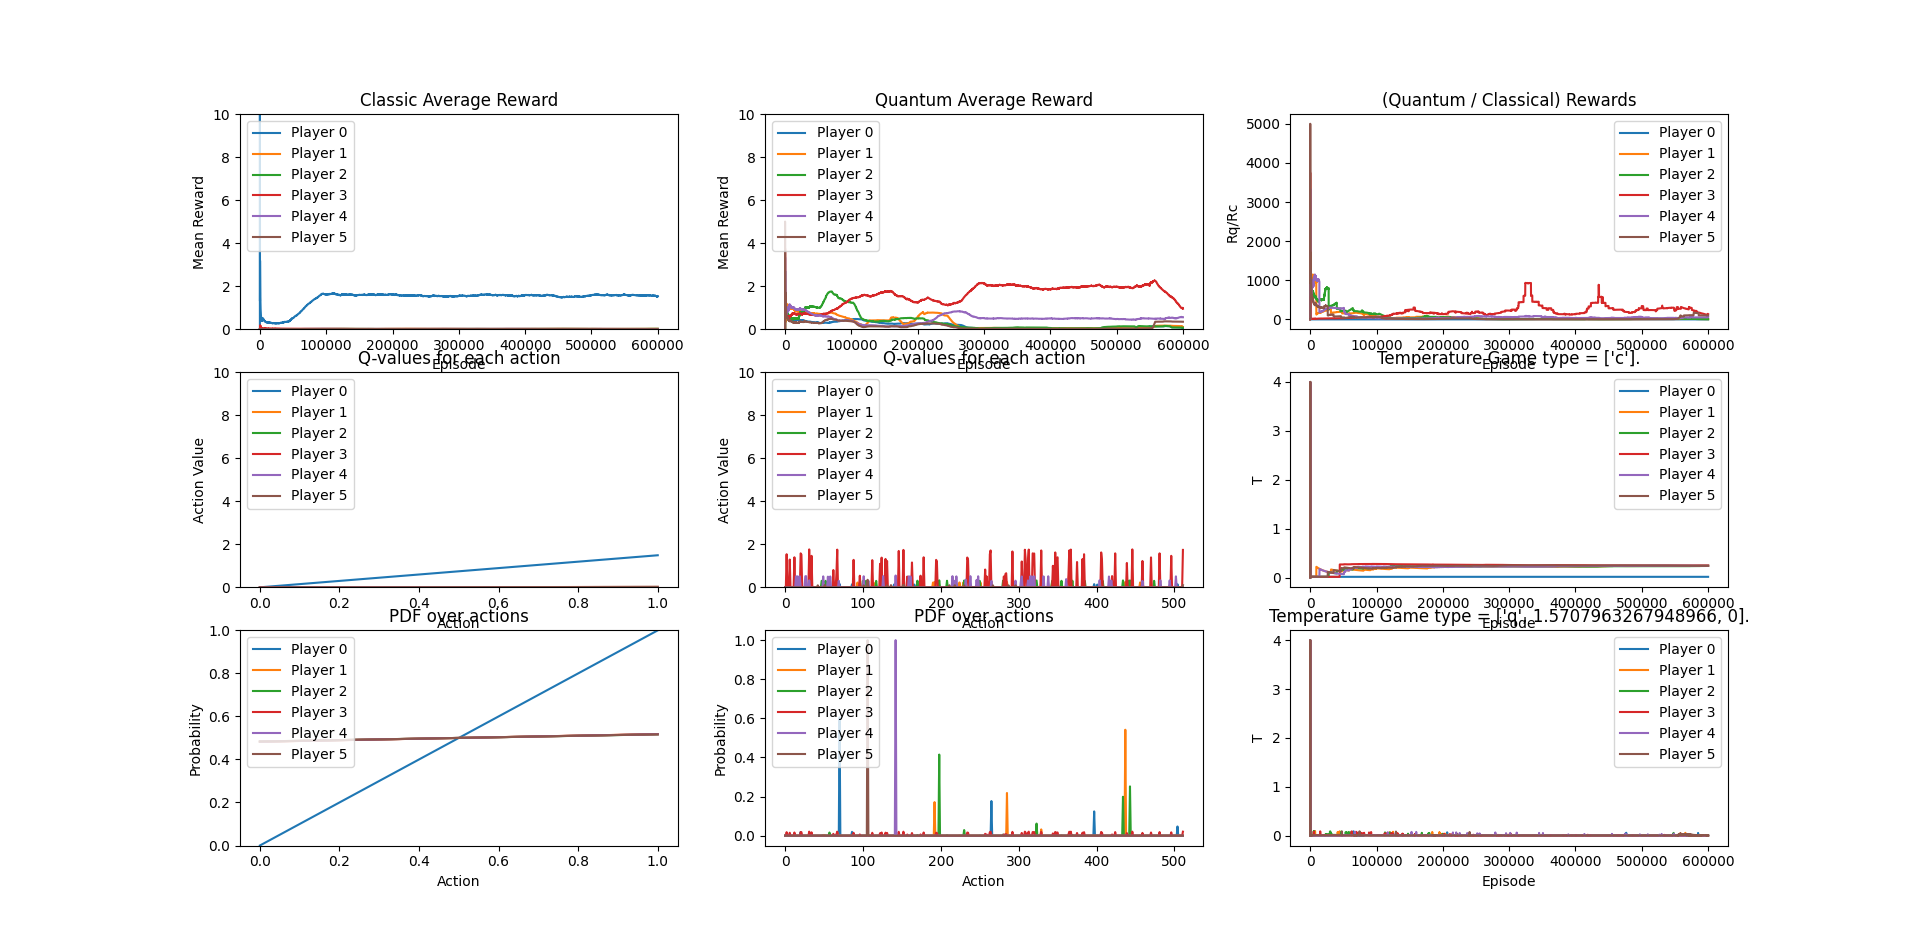 Classic Average Reward
10
8
6
4
2
0
Mean Reward
Player 0
Player 1
Player 2
Player 3
Player 4
Player 5
0 100000 200000 300000 400000 500000 600000
Episode
Quantum Average Reward
10
8
6
4
2
0
Mean Reward
Player 0
Player 1
Player 2
Player 3
Player 4
Player 5
0 100000 200000 300000 400000 500000 600000
Episode
(Quantum / Classical) Rewards
5000
4000
3000
2000
1000
0
Rq/Rc
Player 0
Player 1
Player 2
Player 3
Player 4
Player 5
0 100000 200000 300000 400000 500000 600000
Episode
Q-values for each action
10
8
6
4
2
0
Action Value
Player 0
Player 1
Player 2
Player 3
Player 4
Player 5
0.0 0.2 0.4 0.6 0.8 1.0
Action
Q-values for each action
10
8
6
4
2
0
Action Value
Player 0
Player 1
Player 2
Player 3
Player 4
Player 5
0 100 200 300 400 500
Action
Temperature Game type = ['c'].
4
3
2
1
0
T
Player 0
Player 1
Player 2
Player 3
Player 4
Player 5
0 100000 200000 300000 400000 500000 600000
Episode
PDF over actions
1.0
0.8
0.6
0.4
0.2
0.0
Probability
Player 0
Player 1
Player 2
Player 3
Player 4
Player 5
0.0 0.2 0.4 0.6 0.8 1.0
Action
PDF over actions
1.0
0.8
0.6
0.4
0.2
0.0
Probability
Player 0
Player 1
Player 2
Player 3
Player 4
Player 5
0 100 200 300 400 500
Action
Temperature Game type = ['q', 1.5707963267948966, 0].
4
3
2
1
0
T
Player 0
Player 1
Player 2
Player 3
Player 4
Player 5
0 100000 200000 300000 400000 500000 600000
Episode